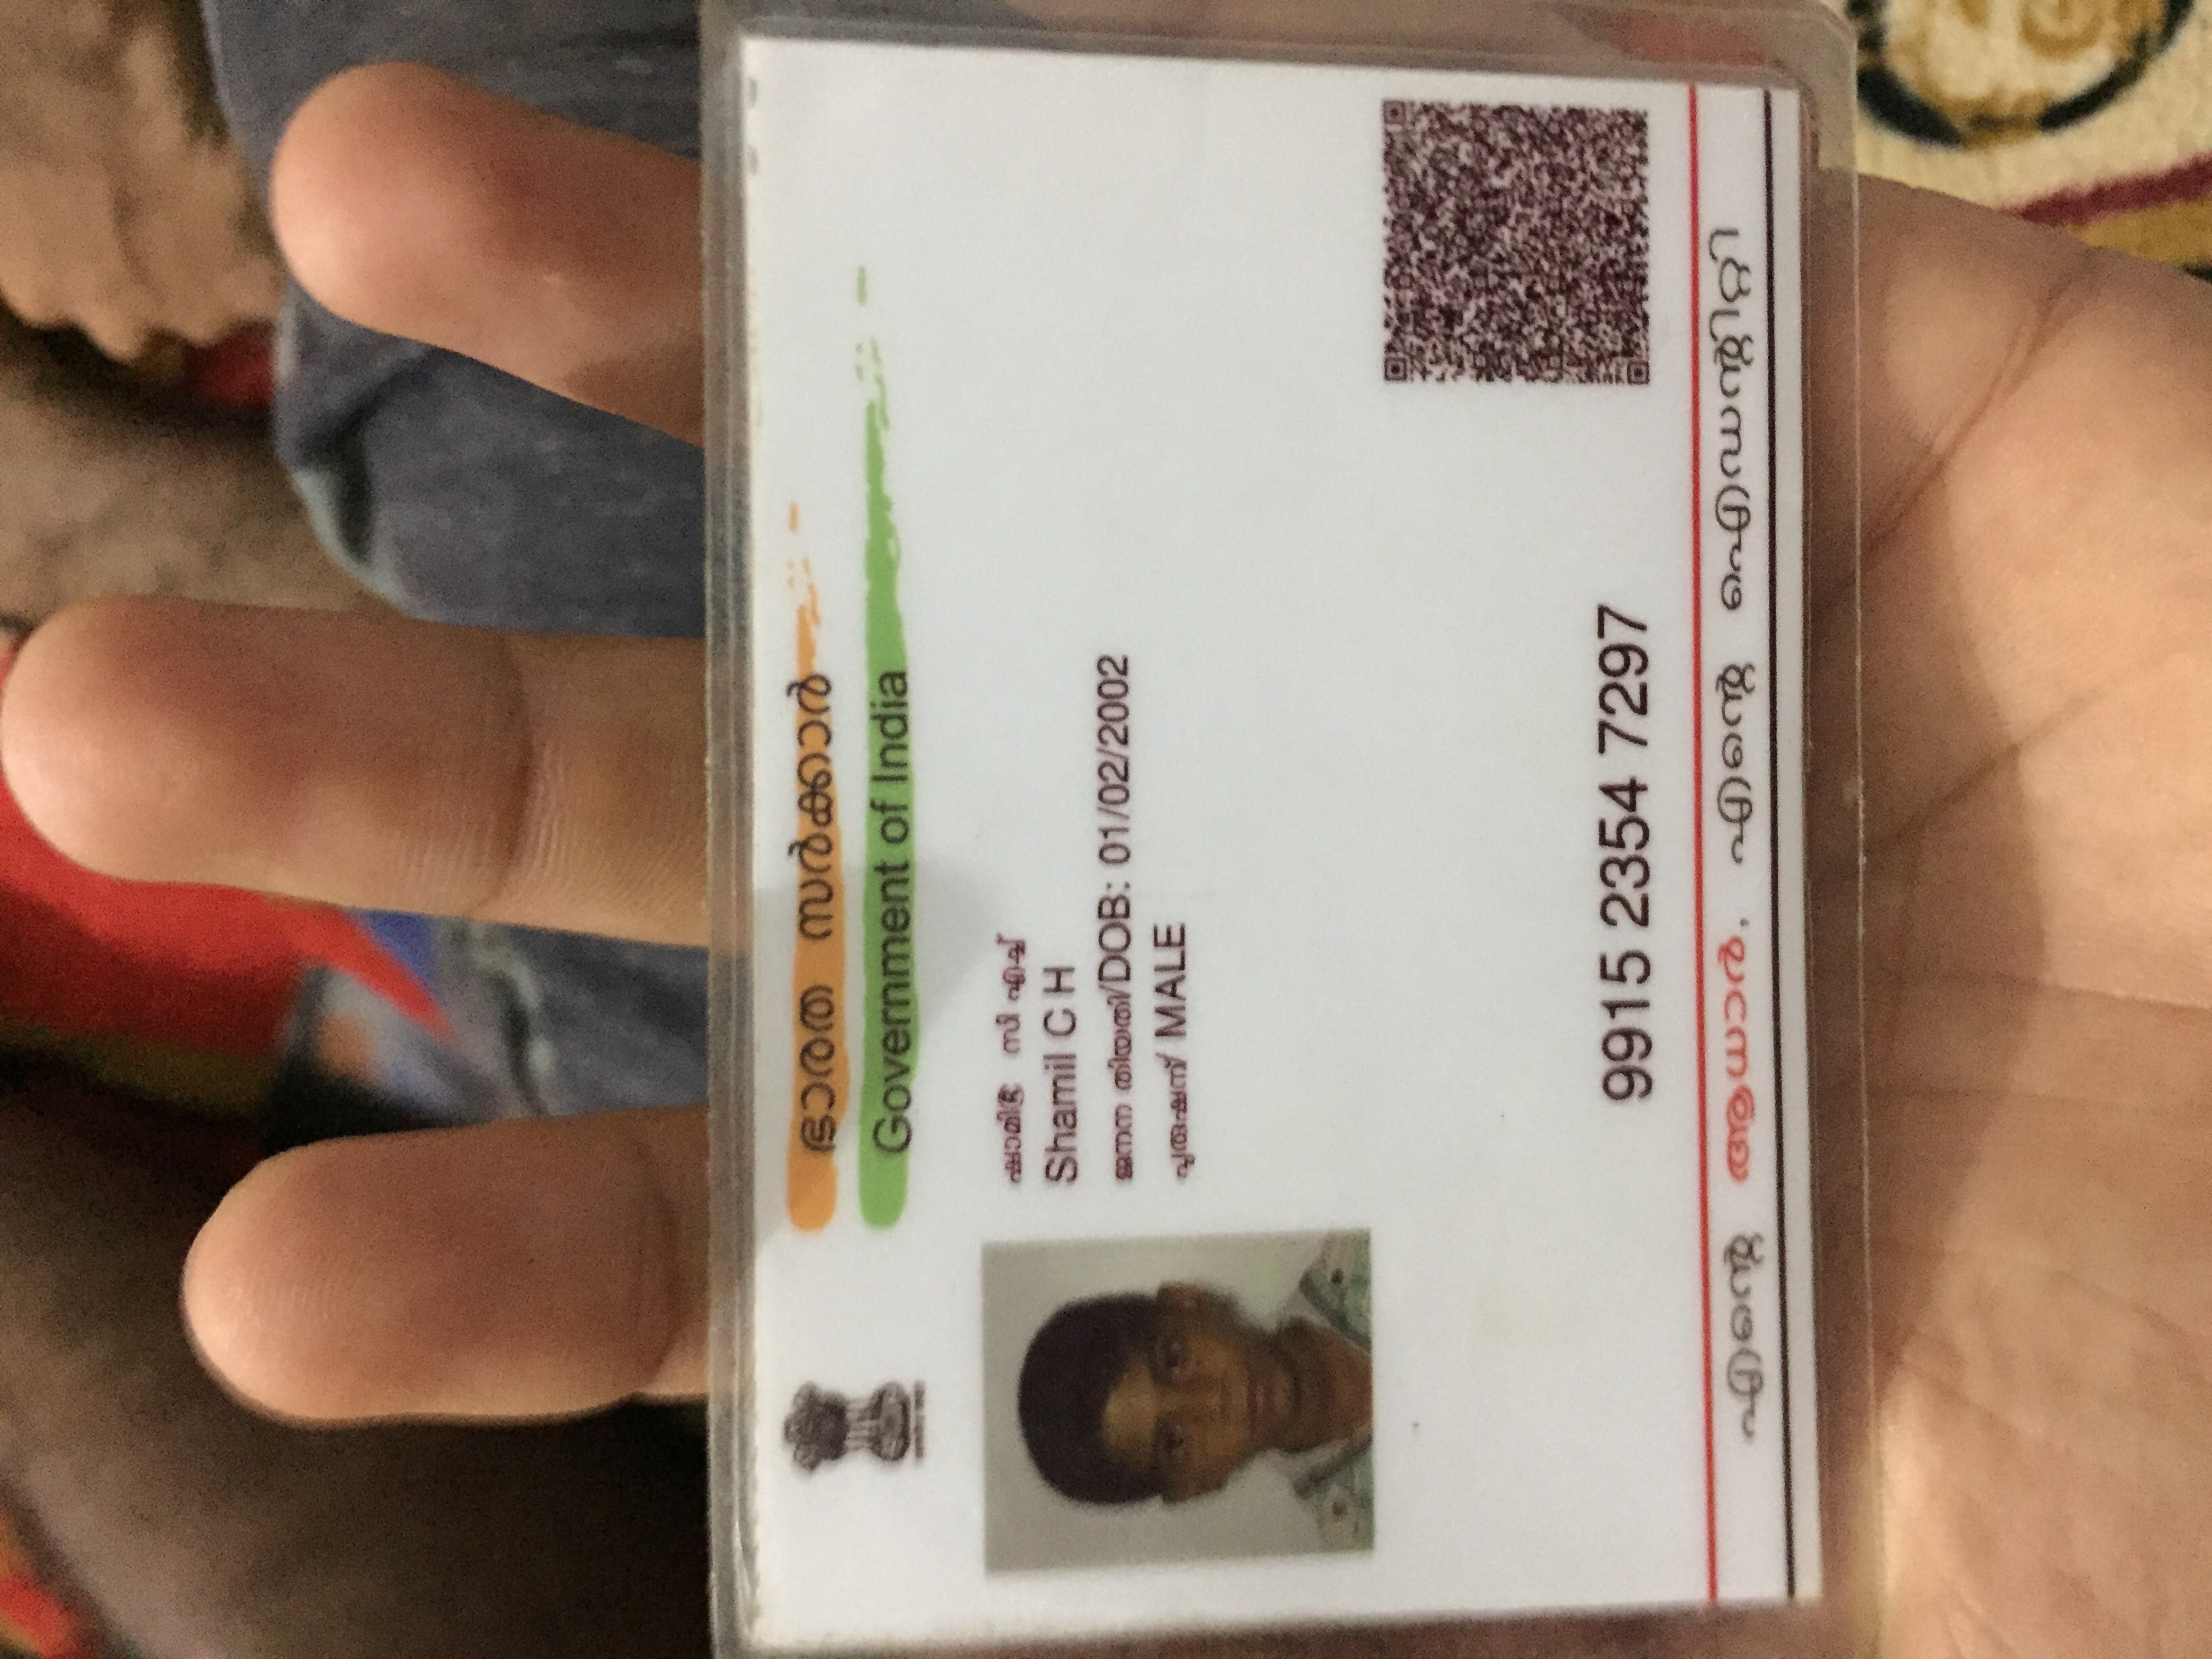 ഭാരത സർക്കാർ
Government of India
ഷാമിൽ സി എച്ച്
Shamil C H
ജനന തിയതി/DOB: 01/02/2002
പുരുഷന്/ MALE
9915 2354 7297
എന്റെ ആധാർ, എന്റെ ഐഡന്റിറ്റി